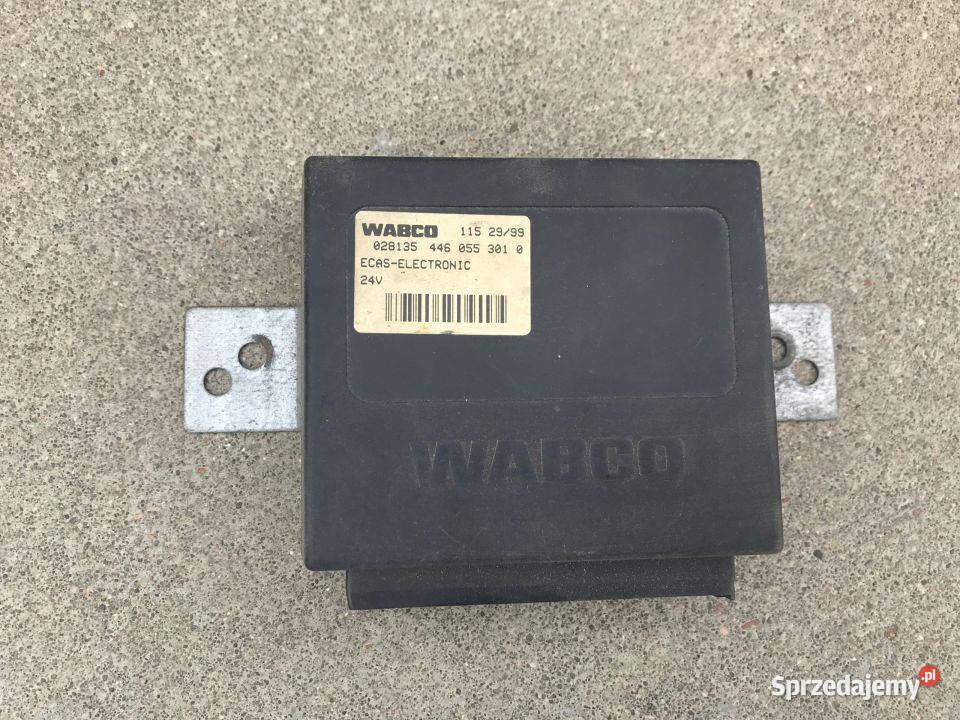 WABCO 115 29/99
028135 446 055 301 0
ECAS-ELECTRONIC
24V
WABCO
Sprzedajemy.pl